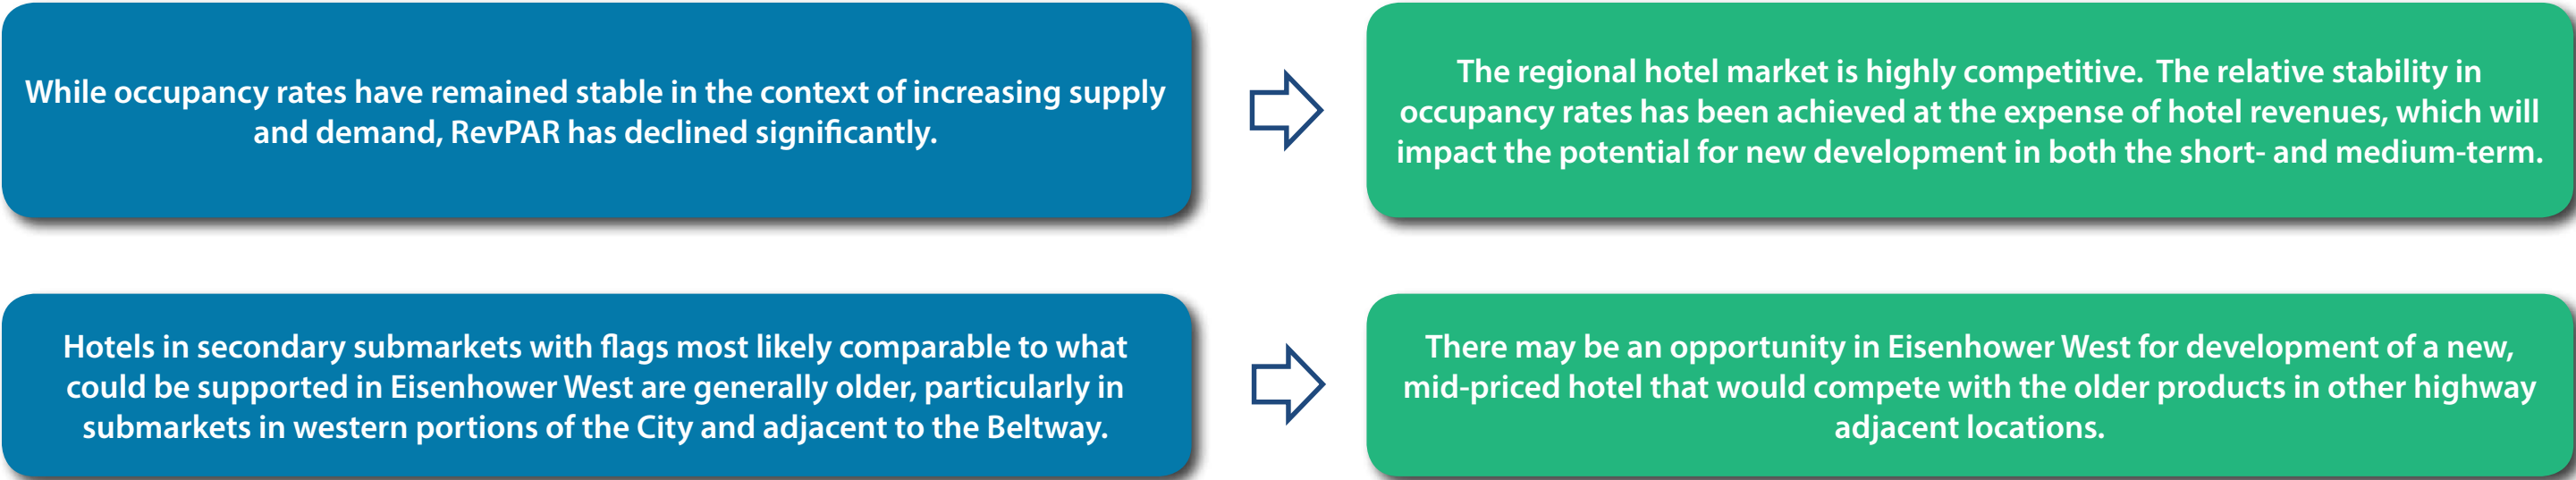 While occupancy rates have remained stable in the context of increasing supply
and demand, RevPAR has declined significantly.
The regional hotel market is highly competitive.  The relative stability in
occupancy rates has been achieved at the expense of hotel revenues, which will
impact the potential for new development in both the short- and medium-term.
Hotels in secondary submarkets with flags most likely comparable to what
could be supported in Eisenhower West are generally older, particularly in
submarkets in western portions of the City and adjacent to the Beltway.
There may be an opportunity in Eisenhower West for development of a new,
mid-priced hotel that would compete with the older products in other highway
adjacent locations.